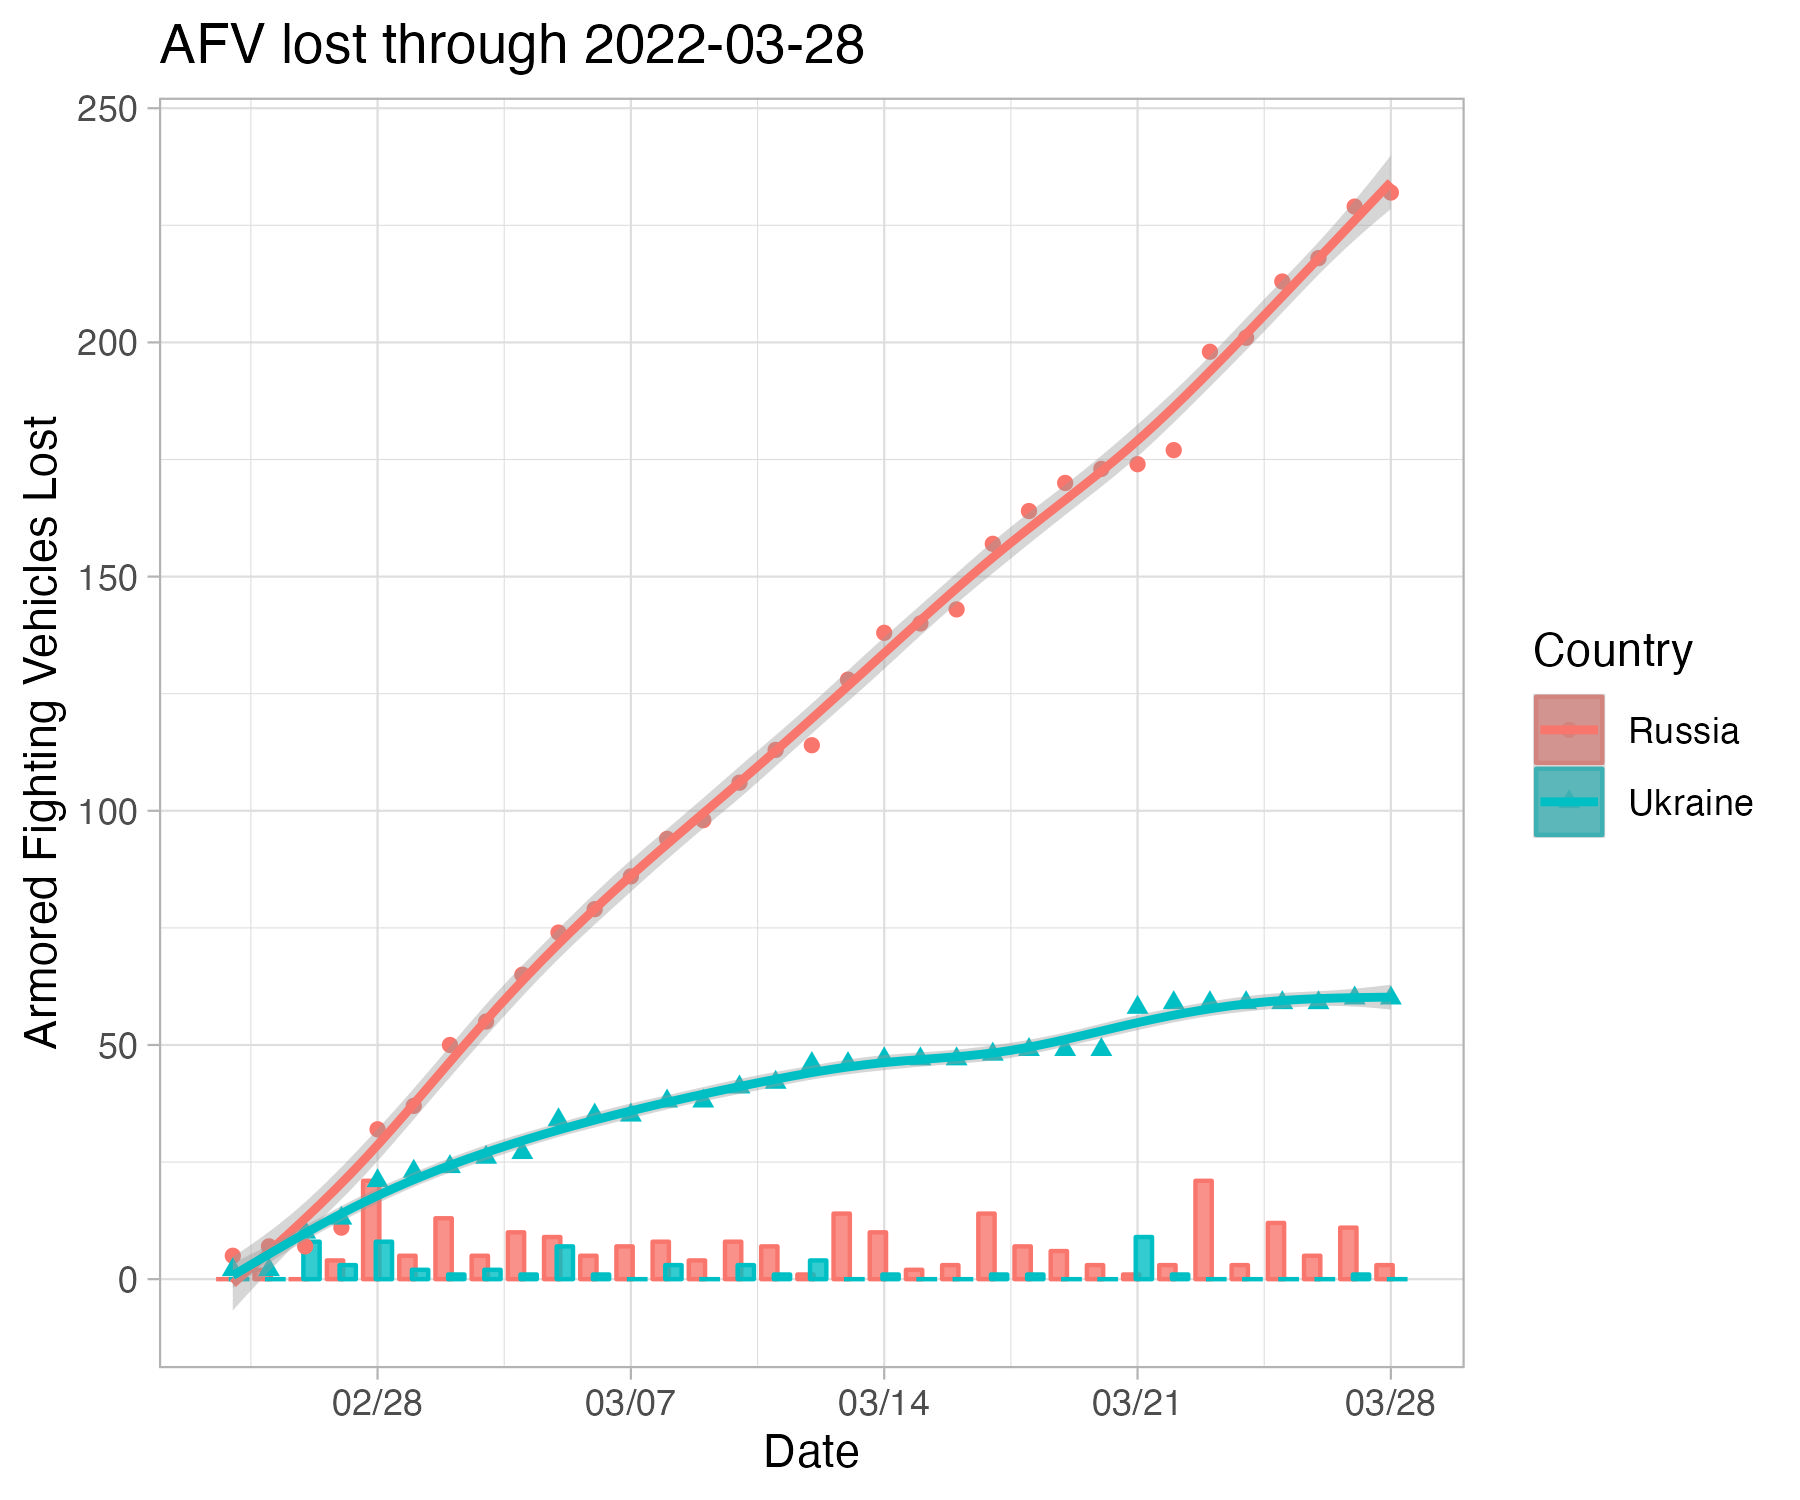 AFV lost through 2022-03-28
250
200
150
100
50
0
Armored Fighting Vehicles Lost
02/28 03/07 03/14 03/21 03/28
Date
Country
Russia
Ukraine